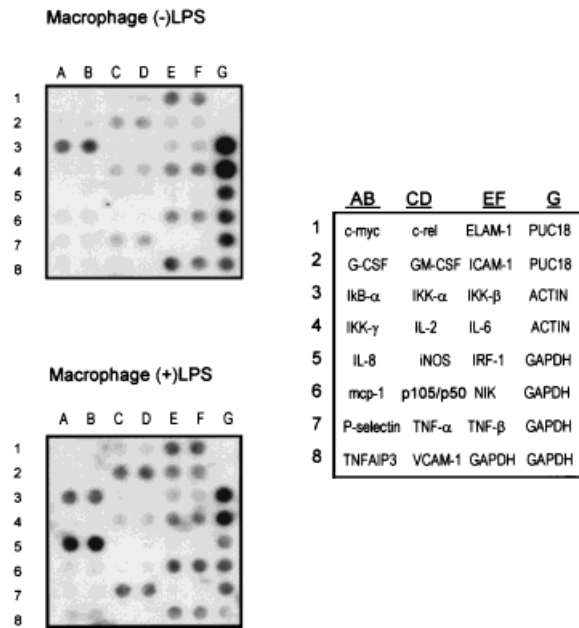 Macrophage (-)LPS
A B C D E F G
1
2
3
4
5
6
7
8
Macrophage (+)LPS
A B C D E F G
1
2
3
4
5
6
7
8
AB CD EF G
1 c-myc c-rel ELAM-1 PUC18
2 G-CSF GM-CSF ICAM-1 PUC18
3 IkB-α IKK-α IKK-β ACTIN
4 IKK-γ IL-2 IL-6 ACTIN
5 IL-8 iNOS IRF-1 GAPDH
6 mcp-1 p105/p50 NIK GAPDH
7 P-selectin TNF-α TNF-β GAPDH
8 TNFAIP3 VCAM-1 GAPDH GAPDH